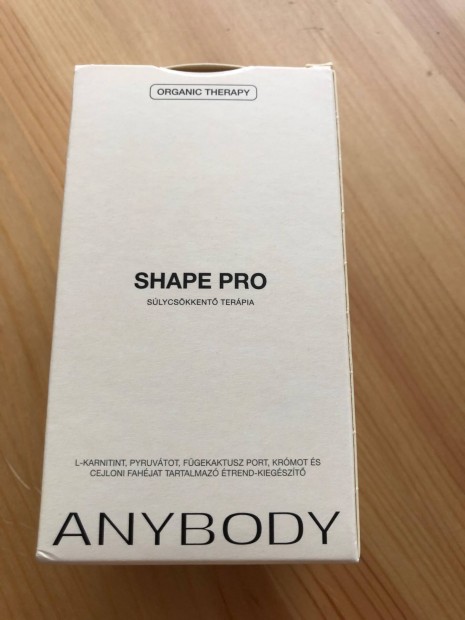 ORGANIC THERAPY
SHAPE PRO
SÚLYCSÖKKENTŐ TERÁPIA
L-KARNITINT, PYRUVÁTOT, FÜGEKAKTUSZ PORT, KRÓMOT ÉS
CEJLONI FAHÉJAT TARTALMAZÓ ÉTREND-KIEGÉSZÍTŐ
ANYBODY